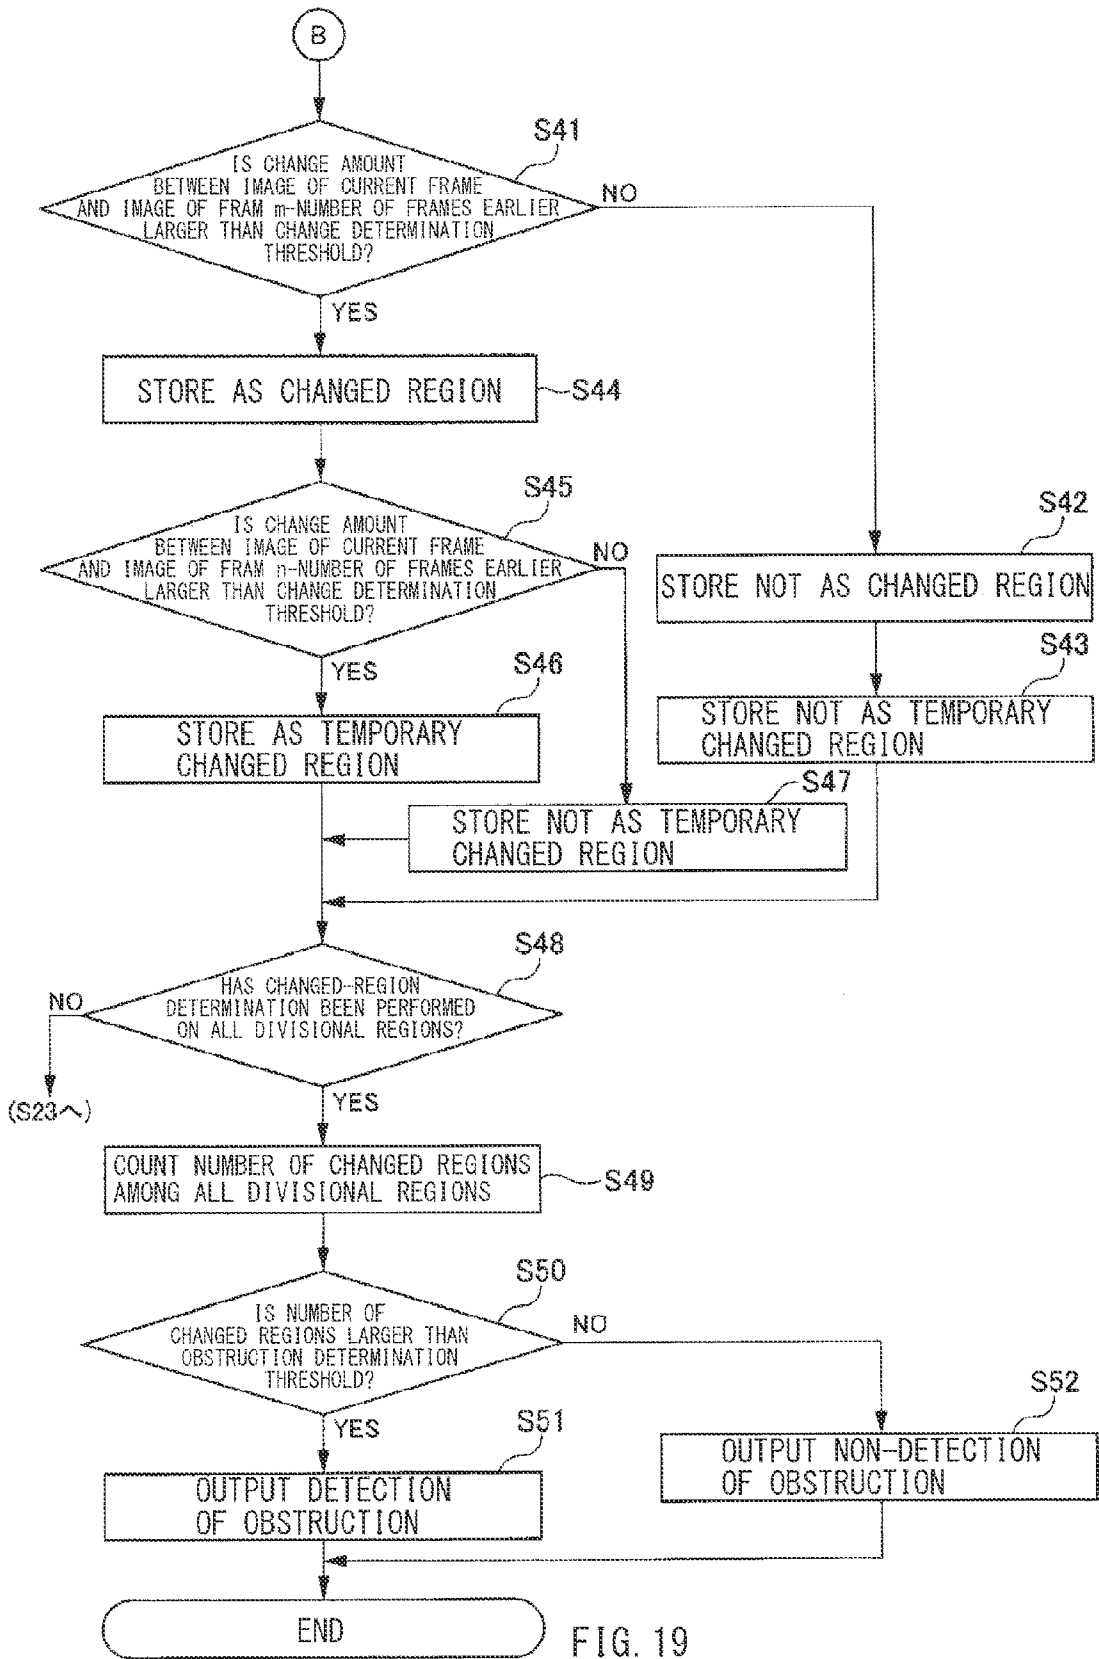 B
S41
IS CHANGE AMOUNT
BETWEEN IMAGE OF CURRENT FRAME
AND IMAGE OF FRAM m-NUMBER OF FRAMES EARLIER
LARGER THAN CHANGE DETERMINATION
THRESHOLD?
NO
YES
STORE AS CHANGED REGION
S44
S45
IS CHANGE AMOUNT
BETWEEN IMAGE OF CURRENT FRAME
AND IMAGE OF FRAM n-NUMBER OF FRAMES EARLIER
LARGER THAN CHANGE DETERMINATION
THRESHOLD?
NO
YES
S42
STORE NOT AS CHANGED REGION
S43
STORE NOT AS TEMPORARY
CHANGED REGION
S46
STORE AS TEMPORARY
CHANGED REGION
S47
STORE NOT AS TEMPORARY
CHANGED REGION
S48
HAS CHANGED-REGION
DETERMINATION BEEN PERFORMED
ON ALL DIVISIONAL REGIONS?
NO
(S23へ)
YES
COUNT NUMBER OF CHANGED REGIONS
AMONG ALL DIVISIONAL REGIONS
S49
S50
IS NUMBER OF
CHANGED REGIONS LARGER THAN
OBSTRUCTION DETERMINATION
THRESHOLD?
NO
YES
S51
OUTPUT DETECTION
OF OBSTRUCTION
S52
OUTPUT NON-DETECTION
OF OBSTRUCTION
END
FIG. 19